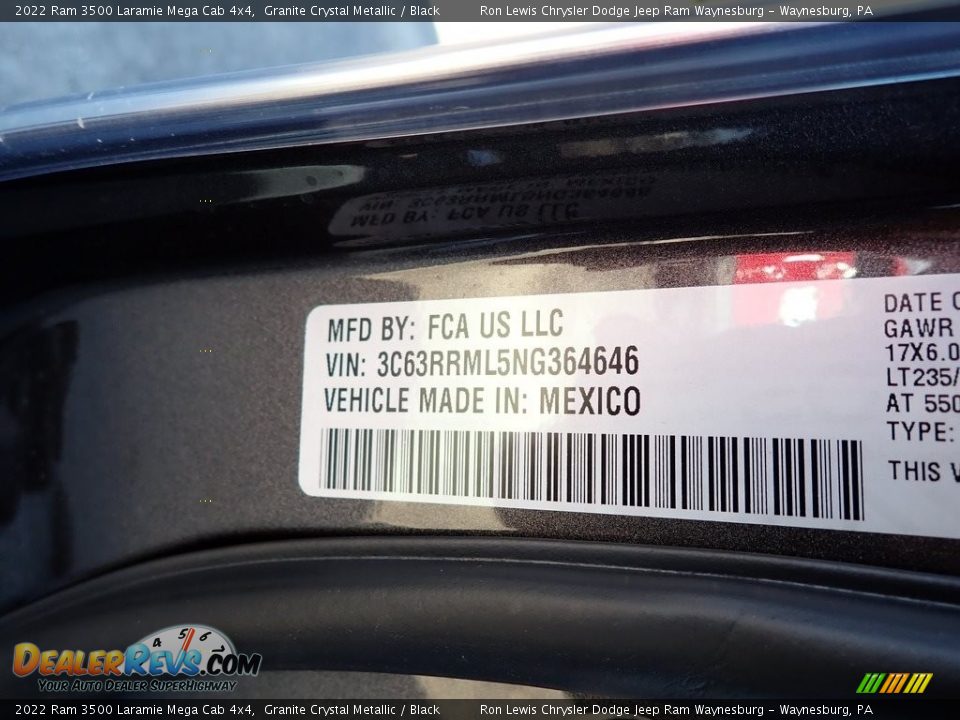 2022 Ram 3500 Laramie Mega Cab 4x4, Granite Crystal Metallic / Black Ron Lewis Chrysler Dodge Jeep Ram Waynesburg - Waynesburg, PA
MFD BY: FCA US LLC
VIN: 3C63RRML5NG364646
VEHICLE MADE IN: MEXICO
DATE
GAWR
17X6.0
LT235/
AT 550
TYPE:
THIS
4 5 6
DEALERREVS.COM
YOUR AUTO DEALER SUPERHIGHWAY
2022 Ram 3500 Laramie Mega Cab 4x4, Granite Crystal Metallic / Black Ron Lewis Chrysler Dodge Jeep Ram Waynesburg - Waynesburg, PA